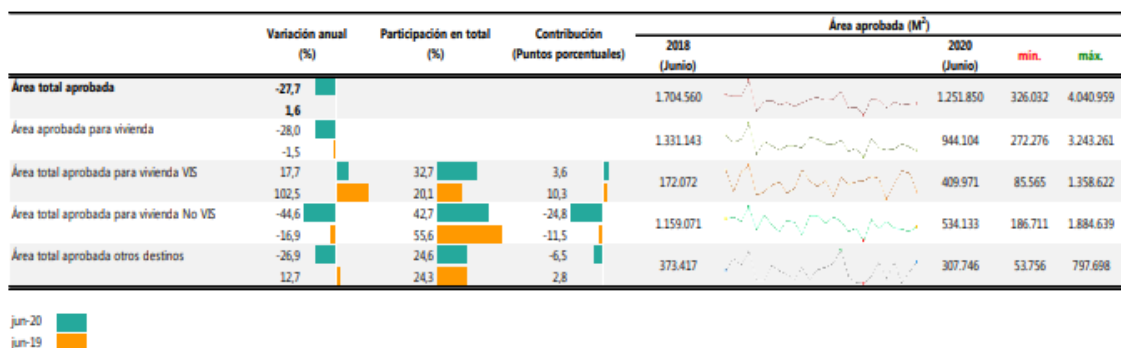 Variación anual (%) Participación en total (%) Contribución (Puntos porcentuales) Área aprobada (M²)
2018 (Junio) 2020 (Junio) min. máx.
Área total aprobada -27,7 1.704.560 1.251.850 326.032 4.040.959
1,6
Área aprobada para vivienda -28,0 1.331.143 944.104 272.276 3.243.261
-1,5
Área total aprobada para vivienda VIS 17,7 32,7 3,6 172.072 409.971 85.565 1.358.622
102,5 20,1 10,3
Área total aprobada para vivienda No VIS -44,6 42,7 -24,8 1.159.071 534.133 186.711 1.884.639
-16,9 55,6 -11,5
Área total aprobada otros destinos -26,9 24,6 -6,5 373.417 307.746 53.756 797.698
12,7 24,3 2,8
jun-20
jun-19